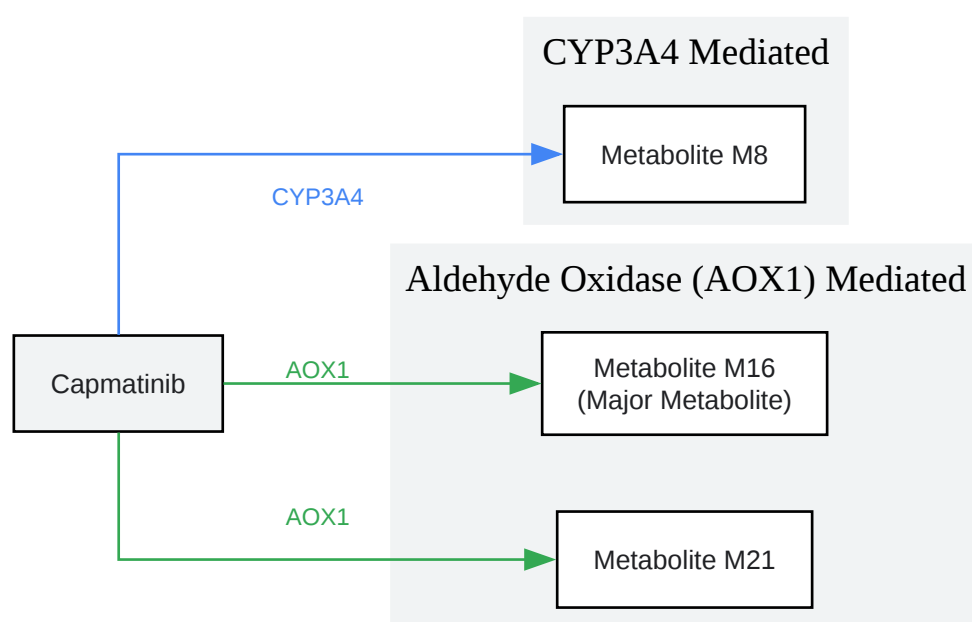 CYP3A4 Mediated
Metabolite M8
CYP3A4
Aldehyde Oxidase (AOX1) Mediated
Capmatinib
AOX1
Metabolite M16
(Major Metabolite)
AOX1
Metabolite M21